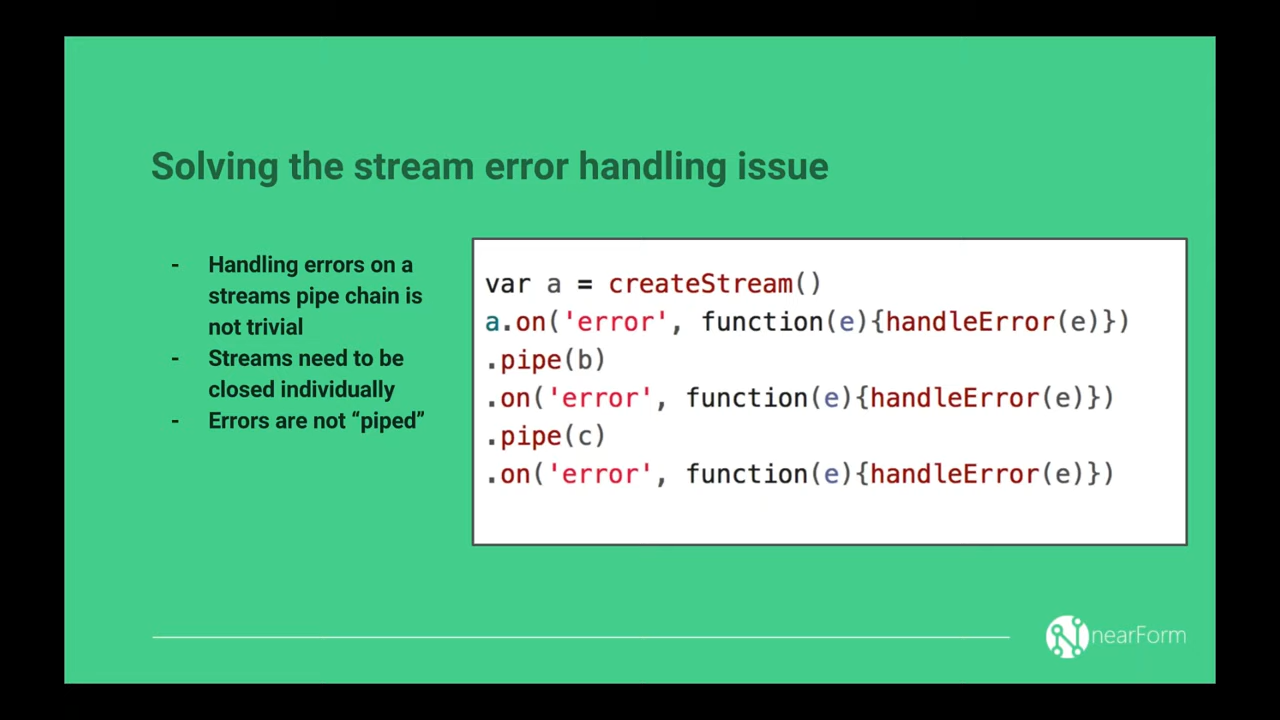 Solving the stream error handling issue
- Handling errors on a
streams pipe chain is
not trivial
- Streams need to be
closed individually
- Errors are not “piped”
var a = createStream()
a.on('error', function(e){handleError(e)})
.pipe(b)
.on('error', function(e){handleError(e)})
.pipe(c)
.on('error', function(e){handleError(e)})
nearForm